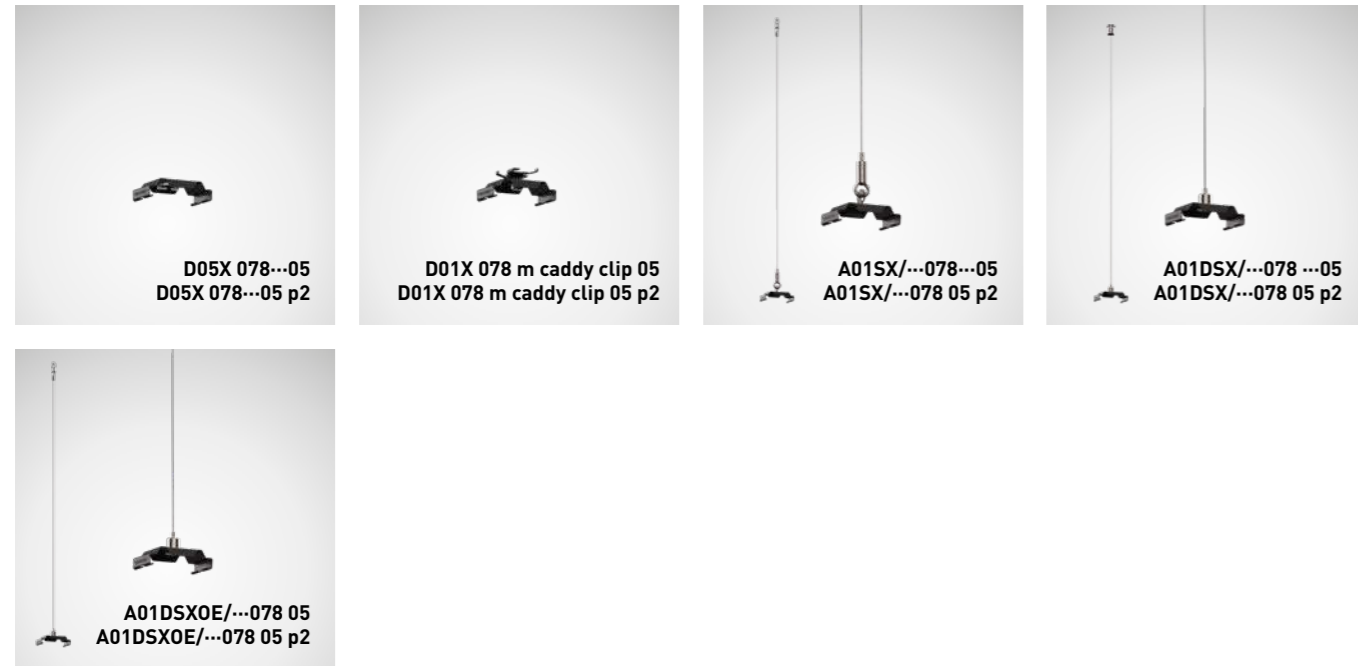 D05X 078···05
D05X 078···05 p2
D01X 078 m caddy clip 05
D01X 078 m caddy clip 05 p2
A01SX/···078···05
A01SX/···078 05 p2
A01DSX/···078 ···05
A01DSX/···078 05 p2
A01DSXOE/···078 05
A01DSXOE/···078 05 p2